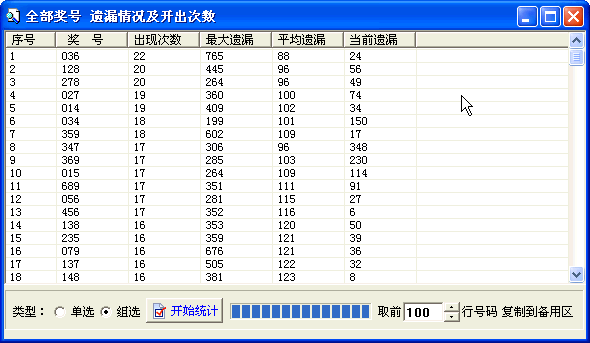 全部奖号 遗漏情况及开出次数
序号 奖 号 出现次数 最大遗漏 平均遗漏 当前遗漏
1 036 22 765 88 24
2 128 20 445 96 56
3 278 20 264 96 49
4 027 19 360 100 74
5 014 19 409 102 34
6 034 18 199 101 150
7 359 18 602 109 17
8 347 17 306 96 348
9 369 17 285 103 230
10 015 17 264 109 114
11 689 17 351 111 91
12 056 17 281 115 27
13 456 17 352 116 6
14 138 16 353 120 50
15 235 16 359 121 39
16 079 16 676 121 36
17 137 16 505 122 32
18 148 16 381 123 8
类型： 单选 组选 开始统计 取前 100 行号码 复制到备用区